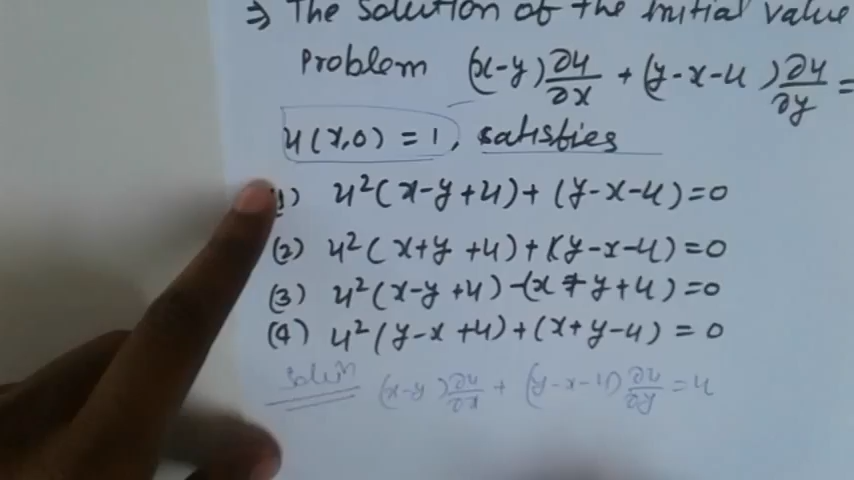 ⇒ The solution of the initial value
Problem (x-y)∂u/∂x + (y-x-u)∂u/∂y =
u(x,0) = 1, satisfies
(1) u²(x-y+u)+(y-x-u)=0
(2) u²(x+y+u)+(y-x-u)=0
(3) u²(x-y+u)-(x+y+u)=0
(4) u²(y-x+u)+(x+y-u)=0
Soluin (x-y)∂u/∂x + (y-x-u)∂u/∂y = u